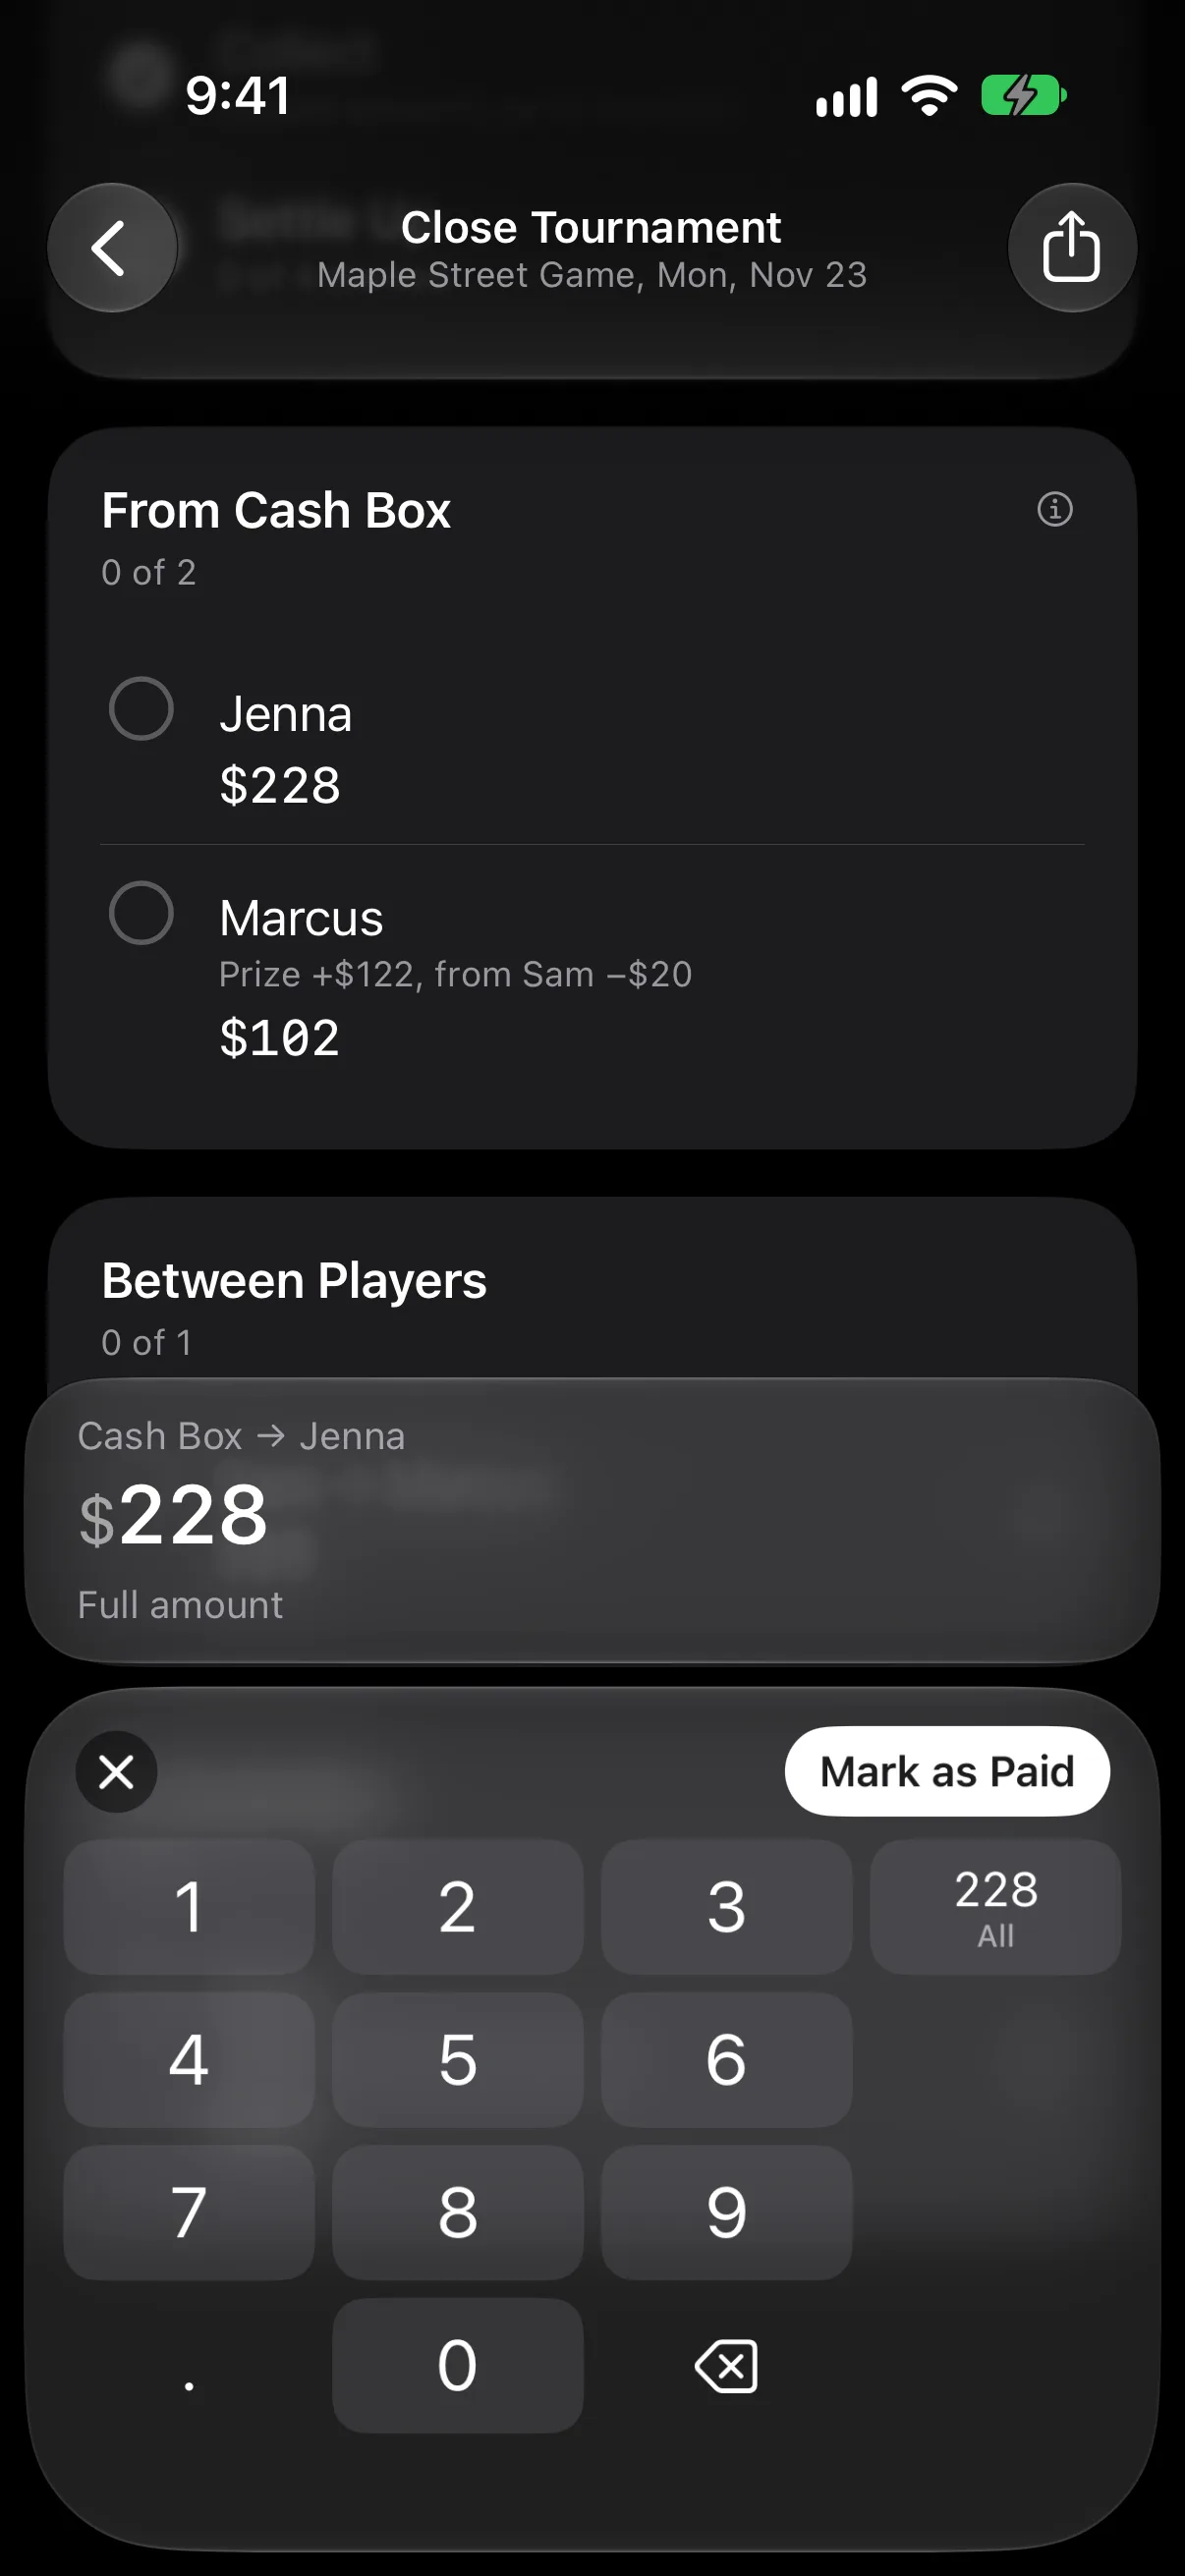 9:41
Close Tournament
Maple Street Game, Mon, Nov 23
From Cash Box
0 of 2
Jenna
$228
Marcus
Prize +$122, from Sam –$20
$102
Between Players
0 of 1
Cash Box → Jenna
$228
Full amount
Mark as Paid
1 2 3 228
All
4 5 6
7 8 9
. 0